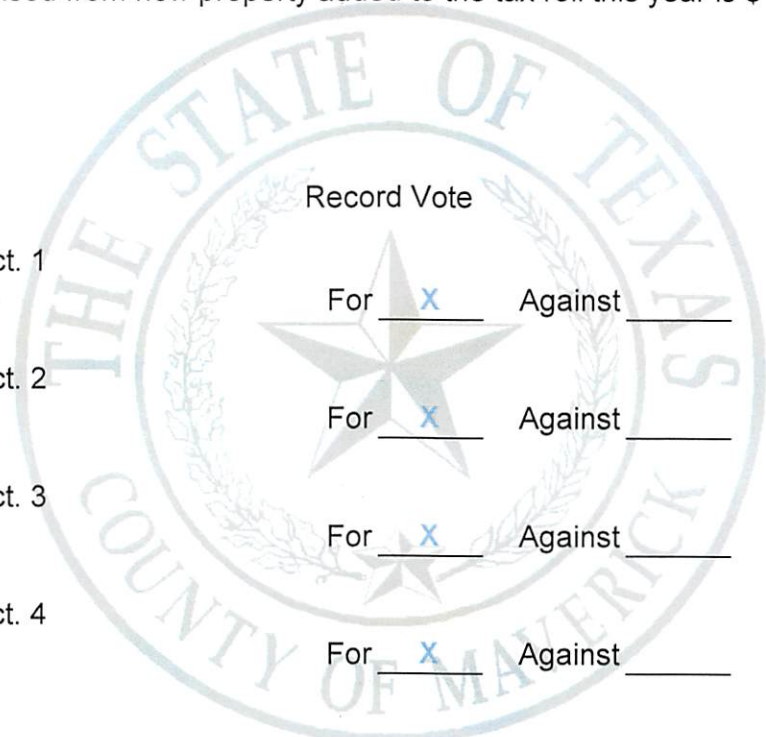 from new property added to the tax roll this year is $
THE STATE OF TEXAS
Record Vote
ct. 1
For X Against
ct. 2
For X Against
ct. 3
For X Against
ct. 4
For X Against
COUNTY OF MAVERICK